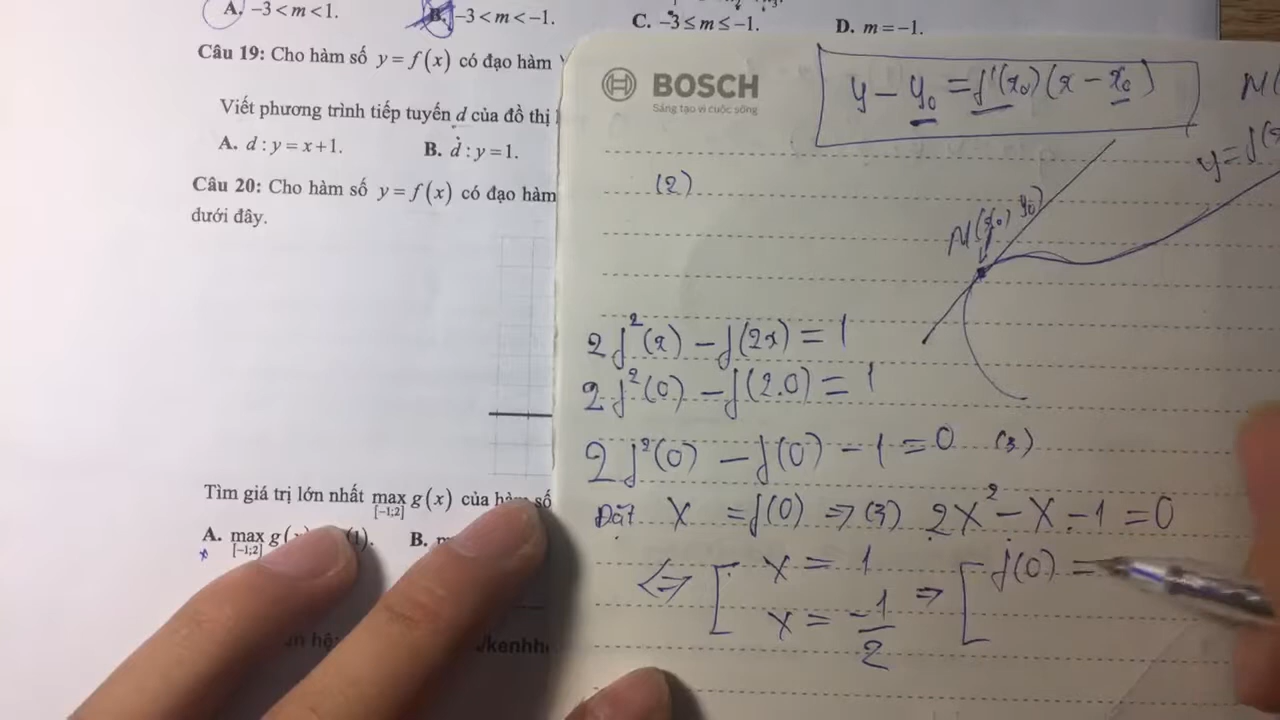 A. −3 < m < 1.
B. −3 < m < −1.
C. −3 ≤ m ≤ −1.
D. m = −1.
Câu 19: Cho hàm số y = f(x) có đạo hàm
Viết phương trình tiếp tuyến d của đồ thị
A. d : y = x + 1.
B. d : y = 1.
Câu 20: Cho hàm số y = f(x) có đạo hàm
dưới đây.
Tìm giá trị lớn nhất max g(x) của hàm số
[−1;2]
A. max g(
[−1;2]
B.
/kenhh
BOSCH
Sáng tạo vì cuộc sống
y − y₀ = f'(x₀)(x − x₀)
M(
y = f(x
(2)
M(x₀, y₀)
2f²(x) − f(2x) = 1
2f²(0) − f(2.0) = 1
2f²(0) − f(0) − 1 = 0 (3)
Đặt X = f(0) ⇒ (3) 2X² − X − 1 = 0
⇔ [ X = 1 ⇒ [ f(0) =
X = −1/2